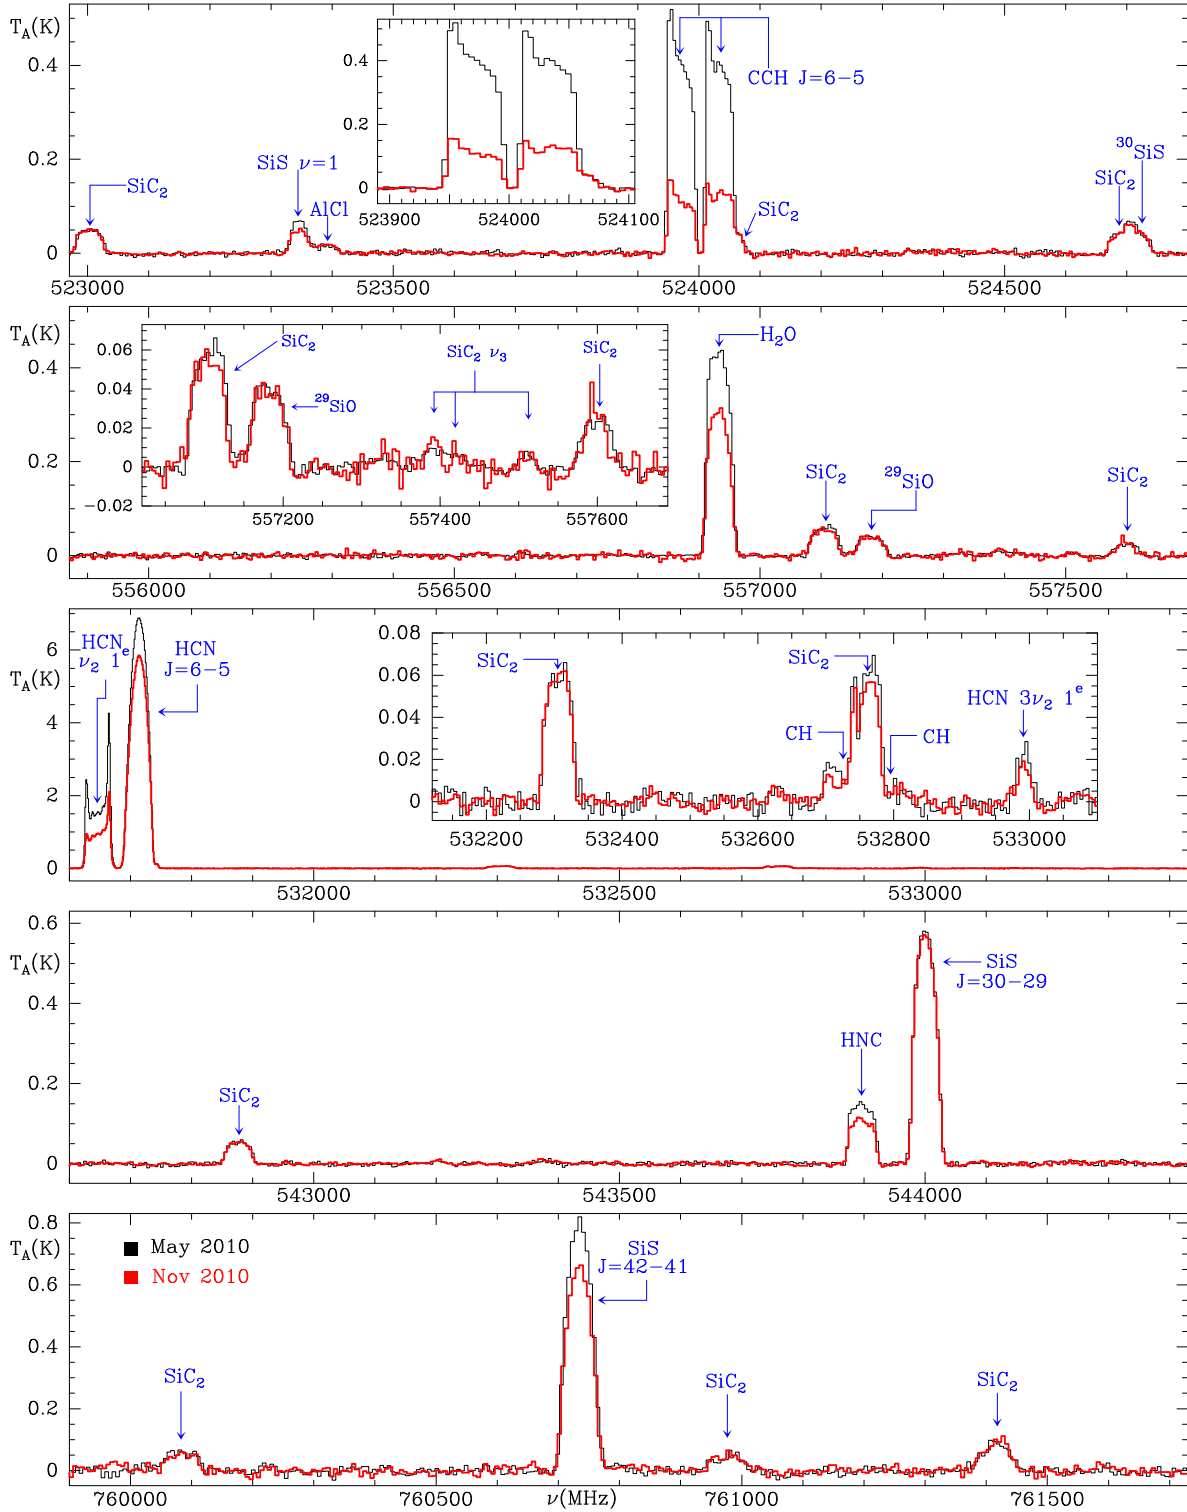 T_A(K)
0.4
0.2
0
SiC₂
SiS ν=1
AlCl
0.4
0.2
0
523900 524000 524100
CCH J=6−5
SiC₂
SiC₂
³⁰SiS
523000 523500 524000 524500
T_A(K)
0.4
0.2
0
0.06
0.04
0.02
0
−0.02
SiC₂
²⁹SiO
SiC₂ ν₃
SiC₂
557200 557400 557600
H₂O
SiC₂
²⁹SiO
SiC₂
556000 556500 557000 557500
T_A(K)
6
4
2
0
HCN
ν₂ 1ᵉ
HCN
J=6−5
0.08
0.06
0.04
0.02
0
SiC₂
SiC₂
CH
CH
HCN 3ν₂ 1ᵉ
532200 532400 532600 532800 533000
532000 532500 533000
T_A(K)
0.6
0.4
0.2
0
SiC₂
HNC
SiS
J=30−29
543000 543500 544000
T_A(K)
0.8
0.6
0.4
0.2
0
May 2010
Nov 2010
SiC₂
SiS
J=42−41
SiC₂
SiC₂
760000 760500 761000 761500
ν(MHz)